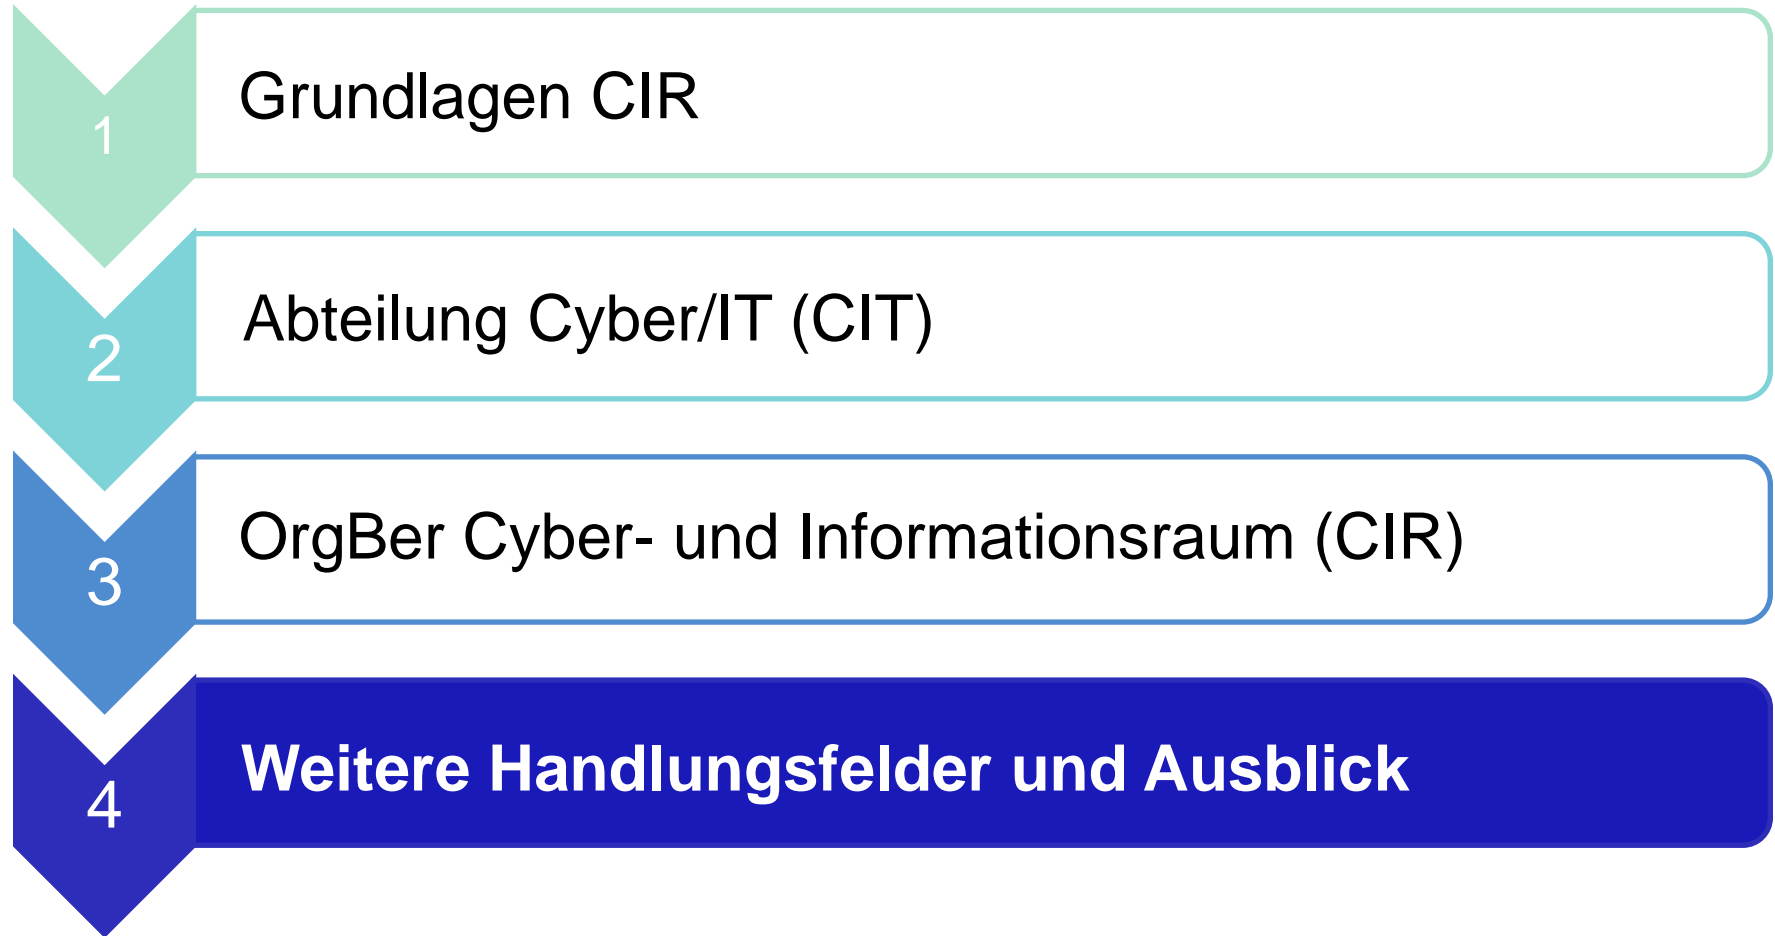 1
Grundlagen CIR
2
Abteilung Cyber/IT (CIT)
3
OrgBer Cyber- und Informationsraum (CIR)
4
Weitere Handlungsfelder und Ausblick